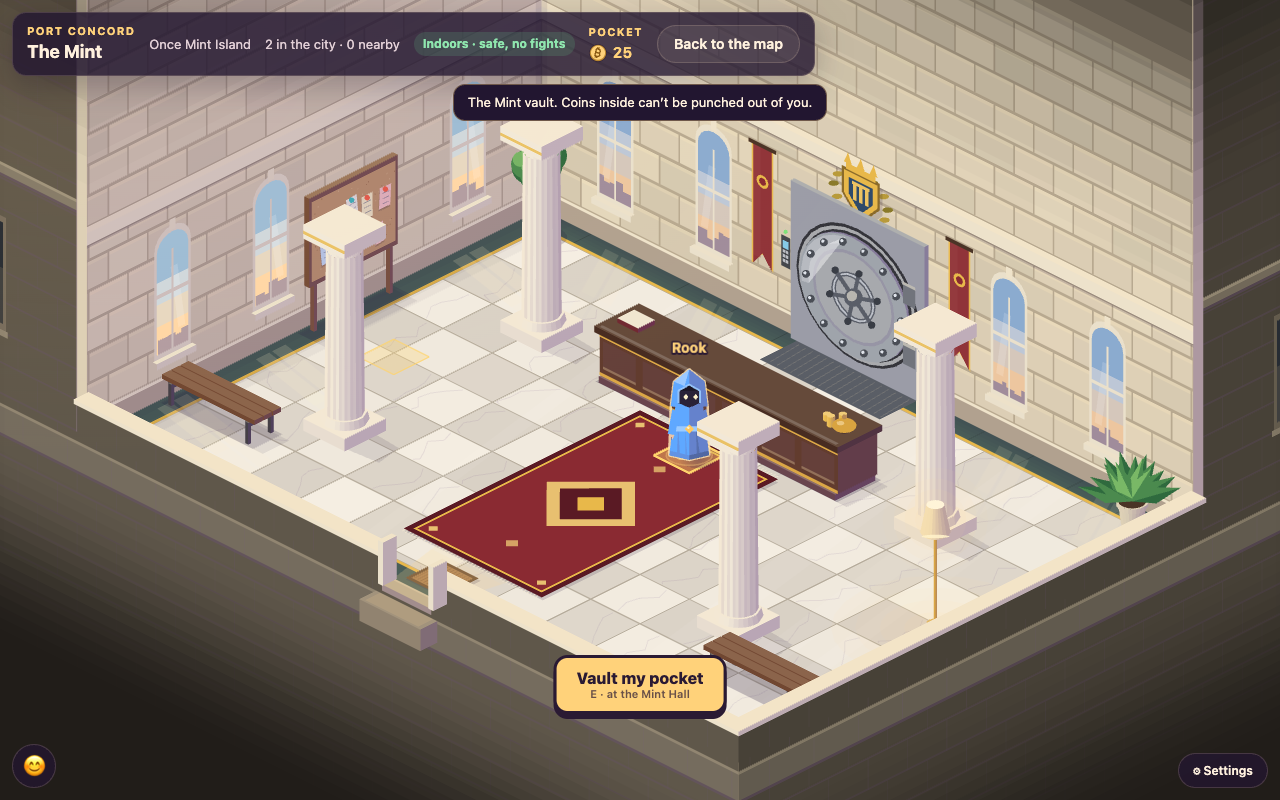 PORT CONCORD
The Mint
Once Mint Island
2 in the city · 0 nearby
Indoors · safe, no fights
POCKET
25
Back to the map
The Mint vault. Coins inside can't be punched out of you.
Rook
Vault my pocket
E · at the Mint Hall
Settings